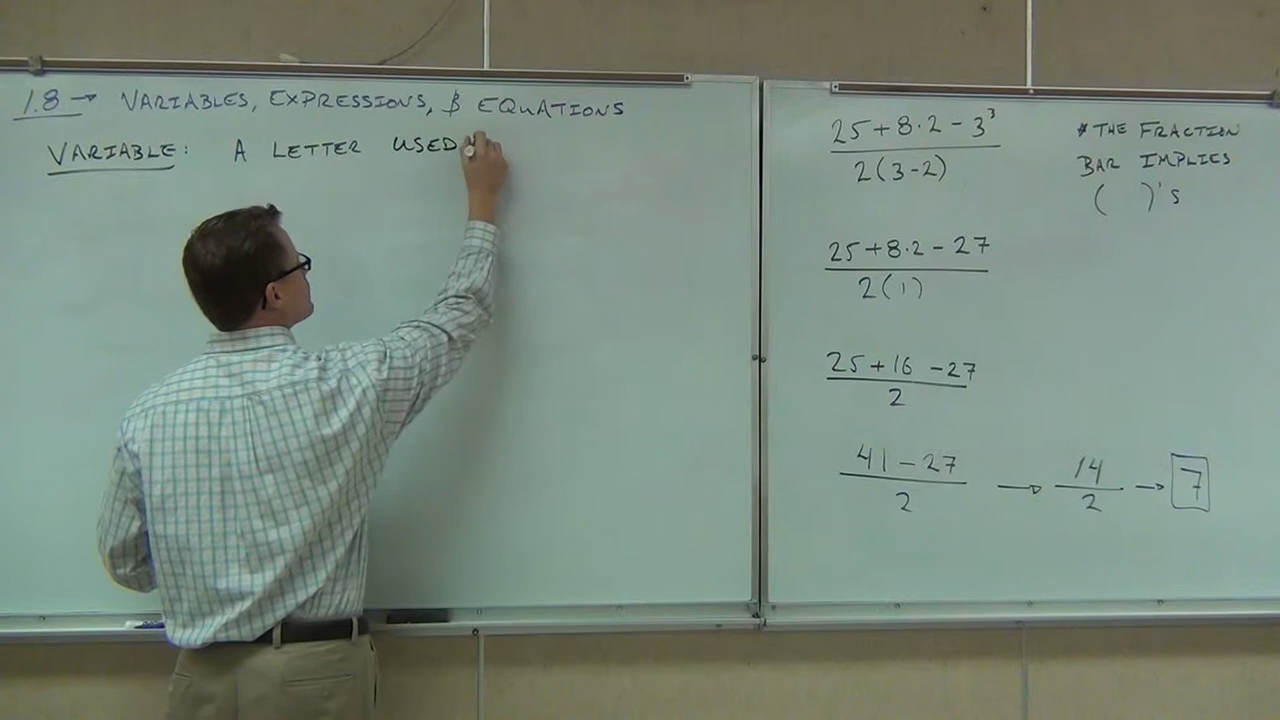 1.8 → VARIABLES, EXPRESSIONS, & EQUATIONS
VARIABLE: A LETTER USED
25+8·2-3³
2(3-2)
* THE FRACTION
BAR IMPLIES
( )'s
25+8·2-27
2(1)
25+16-27
2
41-27
2
→ 14
2
→ 7